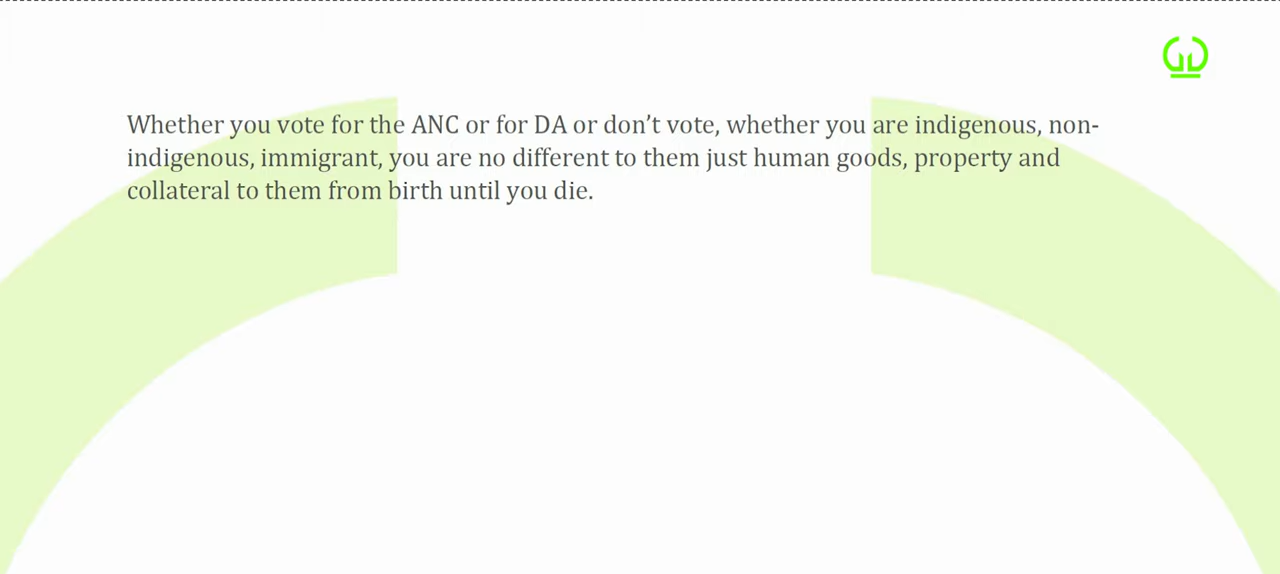 Whether you vote for the ANC or for DA or don’t vote, whether you are indigenous, non-
indigenous, immigrant, you are no different to them just human goods, property and
collateral to them from birth until you die.